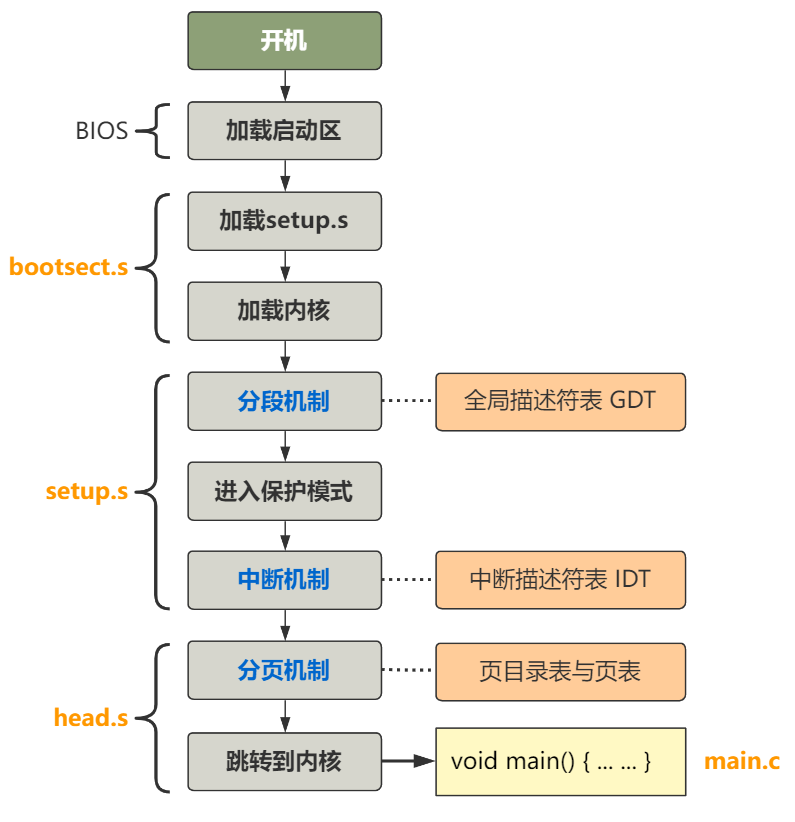 开机
BIOS
加载启动区
加载setup.s
bootsect.s
加载内核
分段机制
全局描述符表 GDT
setup.s
进入保护模式
中断机制
中断描述符表 IDT
分页机制
页目录表与页表
head.s
跳转到内核
void main() { ... ... }
main.c